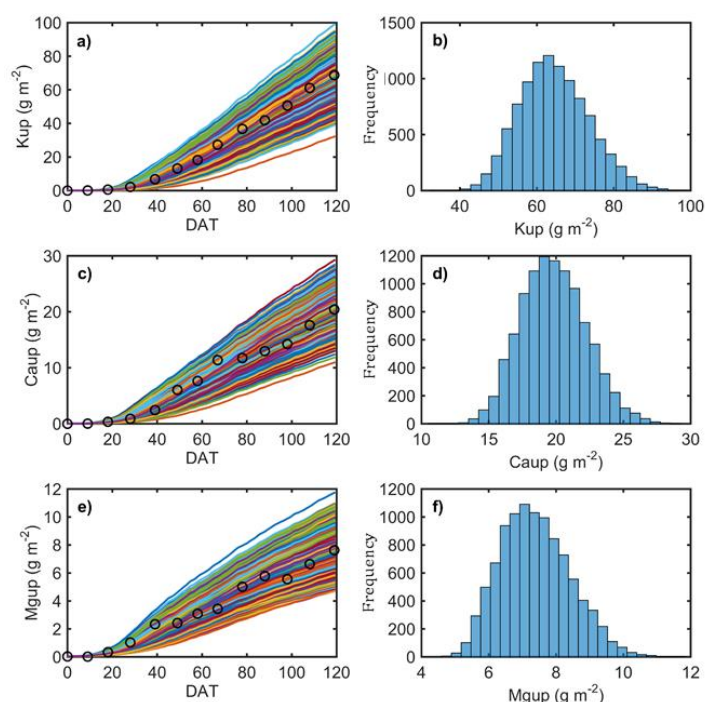 a)
100
80
60
40
20
0
Kup (g m-2)
0 20 40 60 80 100 120
DAT
b)
1500
1000
500
0
Frequency
40 60 80 100
Kup (g m-2)
c)
30
20
10
0
Caup (g m-2)
0 20 40 60 80 100 120
DAT
d)
1200
1000
800
600
400
200
0
Frequency
10 15 20 25 30
Caup (g m-2)
e)
12
10
8
6
4
2
0
Mgup (g m-2)
0 20 40 60 80 100 120
DAT
f)
1200
1000
800
600
400
200
0
Frequency
4 6 8 10 12
Mgup (g m-2)